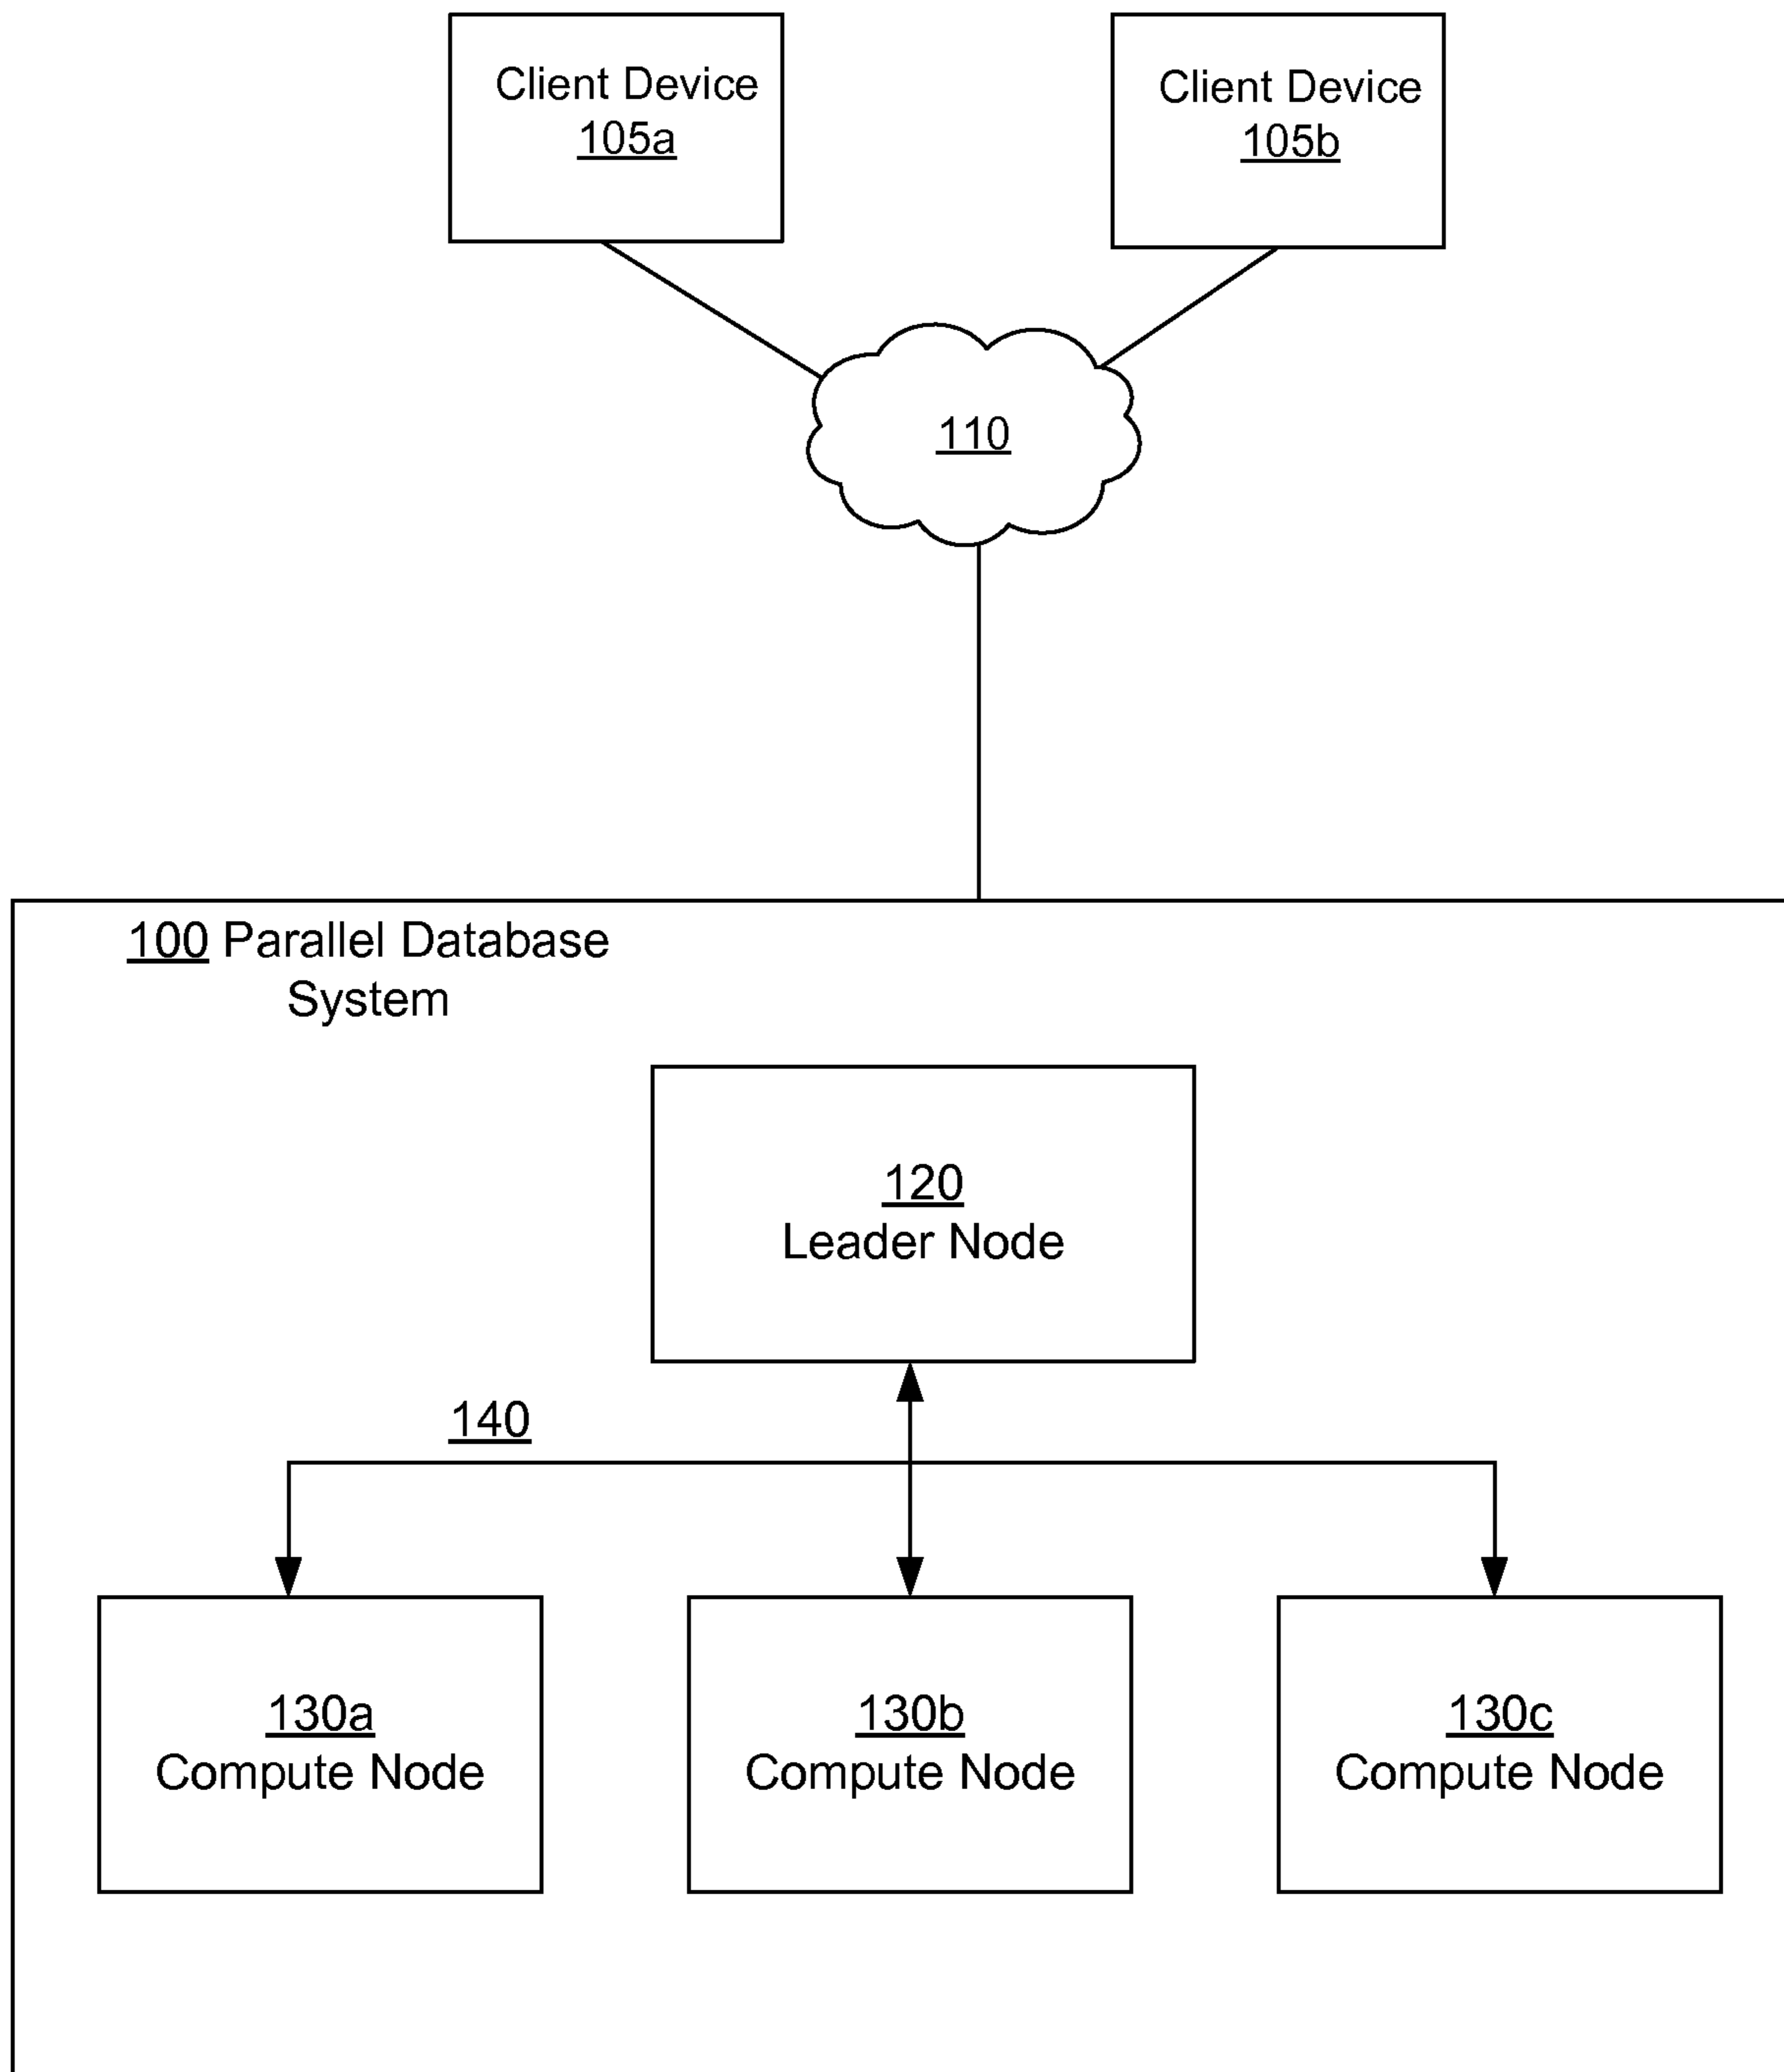 Client Device
105a
Client Device
105b
110
100 Parallel Database
System
120
Leader Node
140
130a
Compute Node
130b
Compute Node
130c
Compute Node